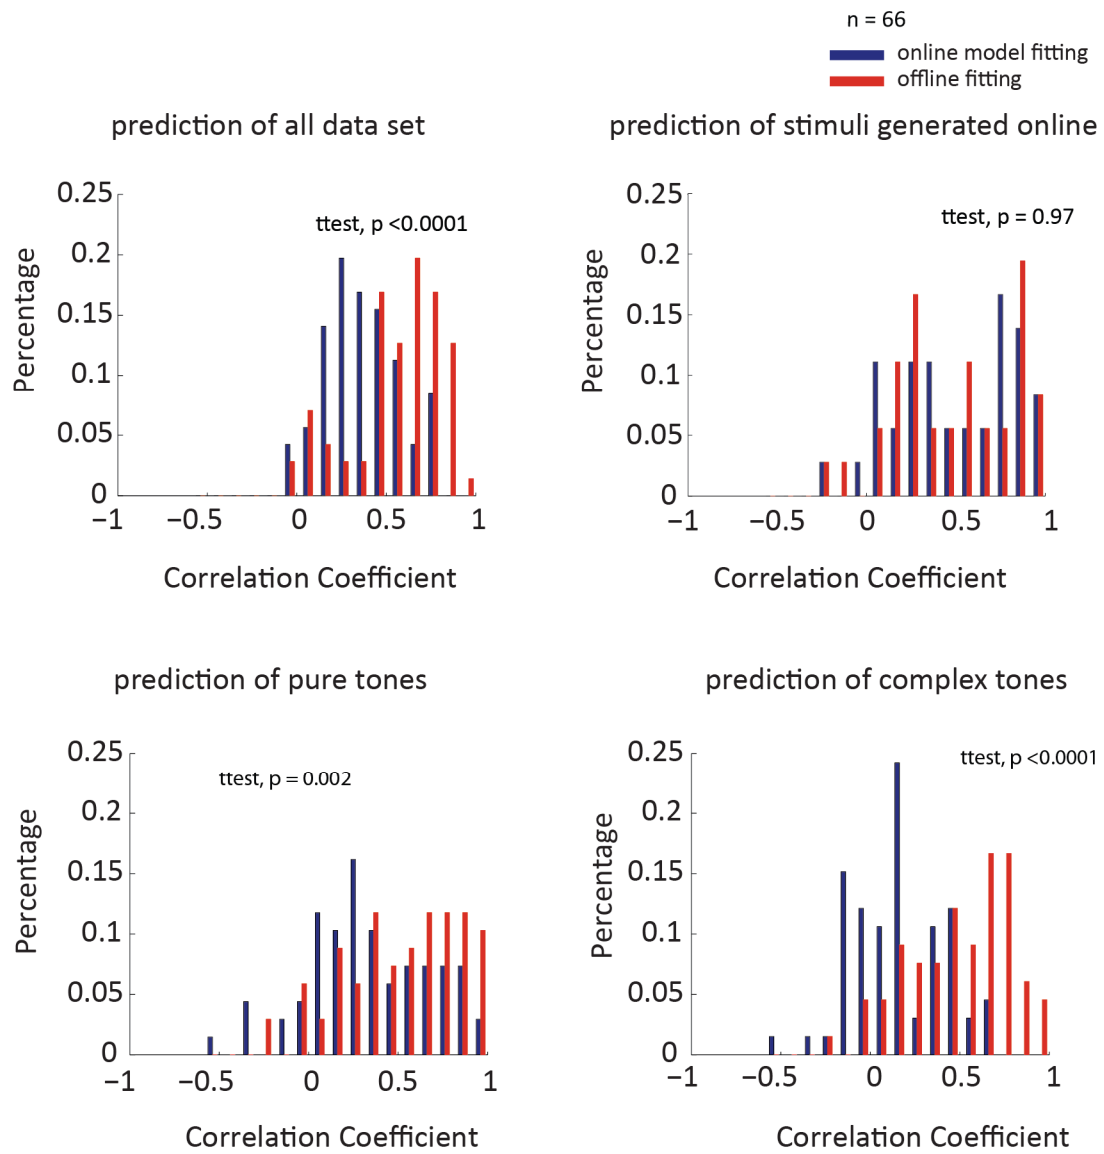 n = 66
online model fitting
offline fitting
prediction of all data set
prediction of stimuli generated online
0.25
0.2
0.15
0.1
0.05
0
Percentage
ttest, p <0.0001
−1
−0.5
0
0.5
1
Correlation Coefficient
0.25
0.2
0.15
0.1
0.05
0
Percentage
ttest, p = 0.97
−1
−0.5
0
0.5
1
Correlation Coefficient
prediction of pure tones
prediction of complex tones
0.25
0.2
0.15
0.1
0.05
0
Percentage
ttest, p = 0.002
−1
−0.5
0
0.5
1
Correlation Coefficient
0.25
0.2
0.15
0.1
0.05
0
Percentage
ttest, p <0.0001
−1
−0.5
0
0.5
1
Correlation Coefficient